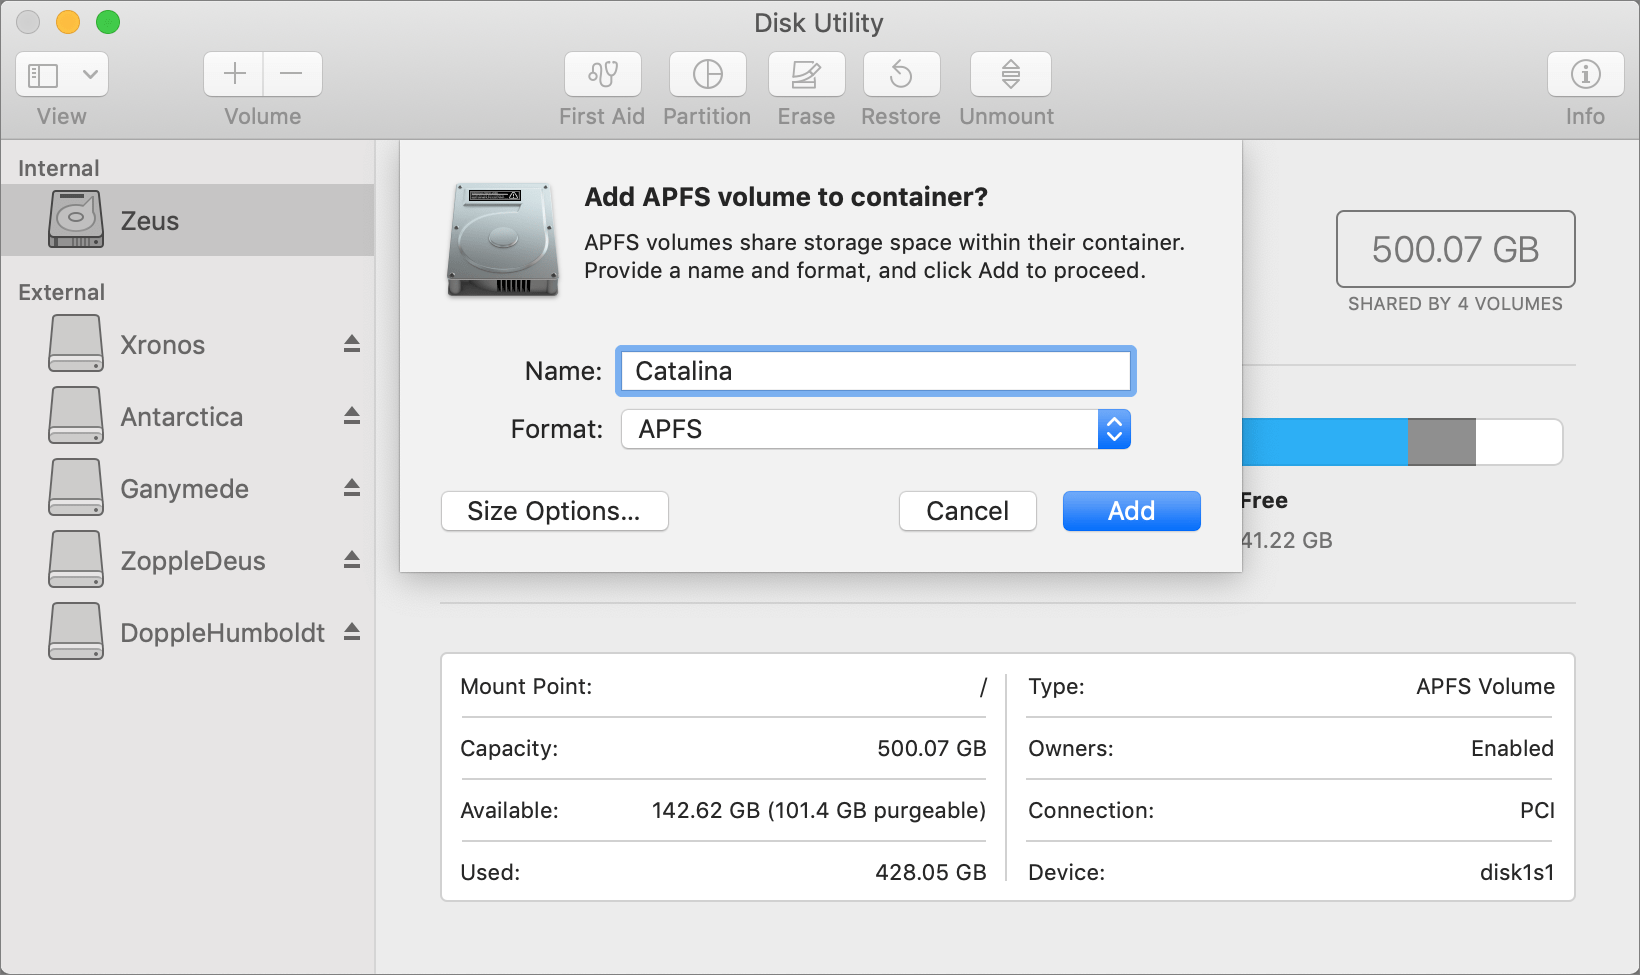 Disk Utility
View
Volume
First Aid
Partition
Erase
Restore
Unmount
Info
Internal
Zeus
External
Xronos
Antarctica
Ganymede
ZoppleDeus
DoppleHumboldt
Add APFS volume to container?
APFS volumes share storage space within their container.
Provide a name and format, and click Add to proceed.
Name: Catalina
Format: APFS
Size Options...
Cancel
Add
500.07 GB
SHARED BY 4 VOLUMES
Free
41.22 GB
Mount Point: /
Capacity: 500.07 GB
Available: 142.62 GB (101.4 GB purgeable)
Used: 428.05 GB
Type: APFS Volume
Owners: Enabled
Connection: PCI
Device: disk1s1